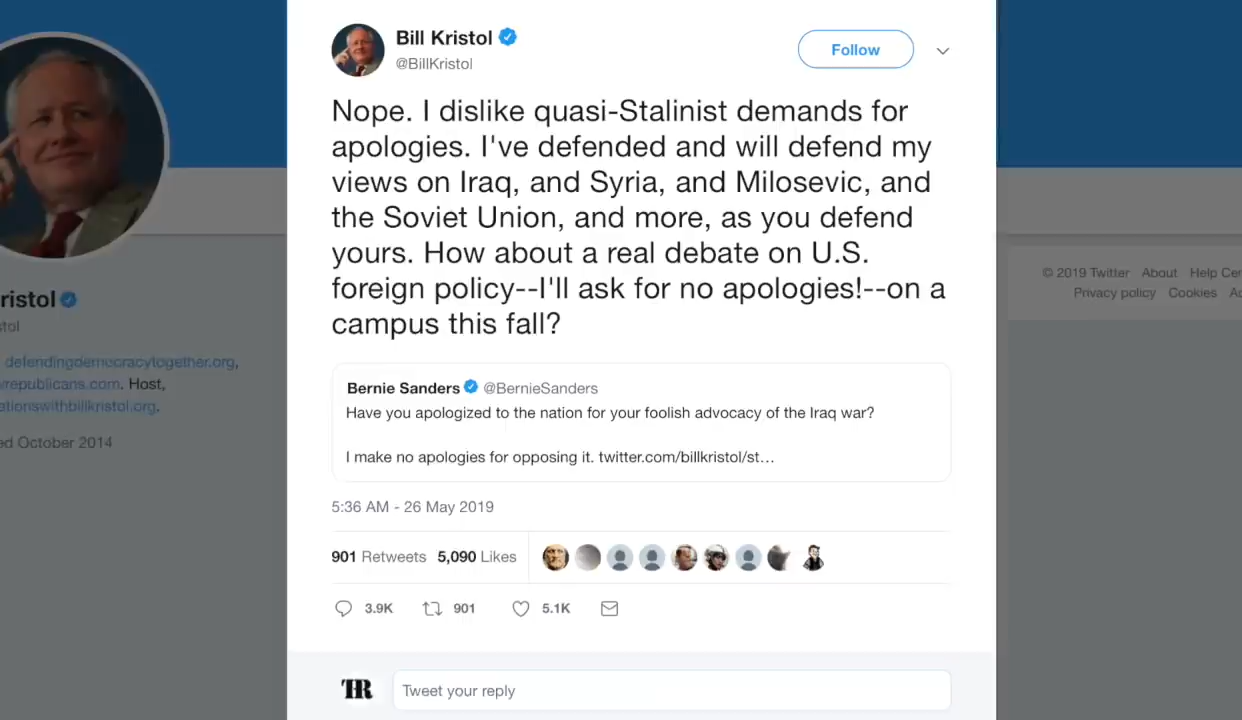 Bill Kristol
@BillKristol
Follow
Nope. I dislike quasi-Stalinist demands for
apologies. I've defended and will defend my
views on Iraq, and Syria, and Milosevic, and
the Soviet Union, and more, as you defend
yours. How about a real debate on U.S.
foreign policy--I'll ask for no apologies!--on a
campus this fall?
Bernie Sanders @BernieSanders
Have you apologized to the nation for your foolish advocacy of the Iraq war?
I make no apologies for opposing it. twitter.com/billkristol/st...
5:36 AM - 26 May 2019
901 Retweets 5,090 Likes
3.9K 901 5.1K
TR
Tweet your reply
ristol
stol
defendingdemocracytogether.org,
republicans.com. Host,
ationswithbillkristol.org.
ed October 2014
© 2019 Twitter About Help Cen
Privacy policy Cookies